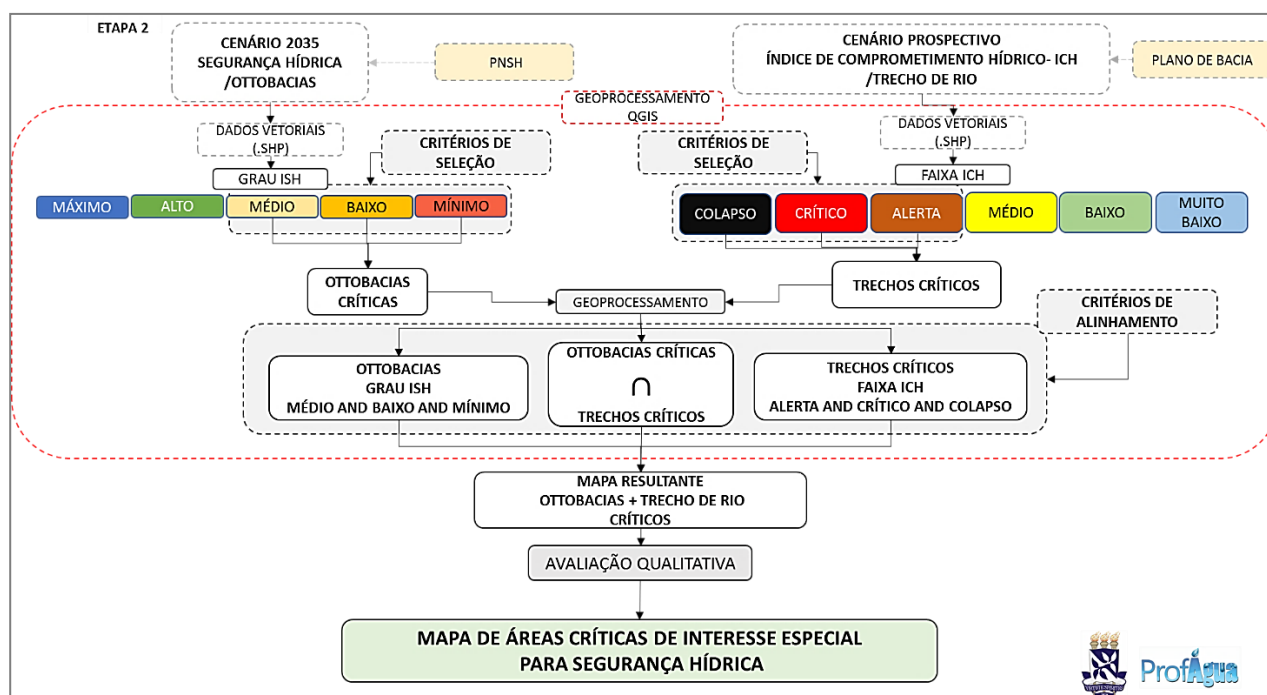 ETAPA 2
CENÁRIO 2035
SEGURANÇA HÍDRICA
/OTTOBACIAS
PNSH
CENÁRIO PROSPECTIVO
ÍNDICE DE COMPROMETIMENTO HÍDRICO- ICH
/TRECHO DE RIO
PLANO DE BACIA
GEOPROCESSAMENTO
QGIS
DADOS VETORIAIS
(.SHP)
CRITÉRIOS DE
SELEÇÃO
CRITÉRIOS DE
SELEÇÃO
DADOS VETORIAIS
(.SHP)
GRAU ISH
FAIXA ICH
MÁXIMO
ALTO
MÉDIO
BAIXO
MÍNIMO
COLAPSO
CRÍTICO
ALERTA
MÉDIO
BAIXO
MUITO
BAIXO
OTTOBACIAS
CRÍTICAS
GEOPROCESSAMENTO
TRECHOS CRÍTICOS
CRITÉRIOS DE
ALINHAMENTO
OTTOBACIAS
GRAU ISH
MÉDIO AND BAIXO AND MÍNIMO
OTTOBACIAS CRÍTICAS
∩
TRECHOS CRÍTICOS
TRECHOS CRÍTICOS
FAIXA ICH
ALERTA AND CRÍTICO AND COLAPSO
MAPA RESULTANTE
OTTOBACIAS + TRECHO DE RIO
CRÍTICOS
AVALIAÇÃO QUALITATIVA
MAPA DE ÁREAS CRÍTICAS DE INTERESSE ESPECIAL
PARA SEGURANÇA HÍDRICA
ProfÁgua